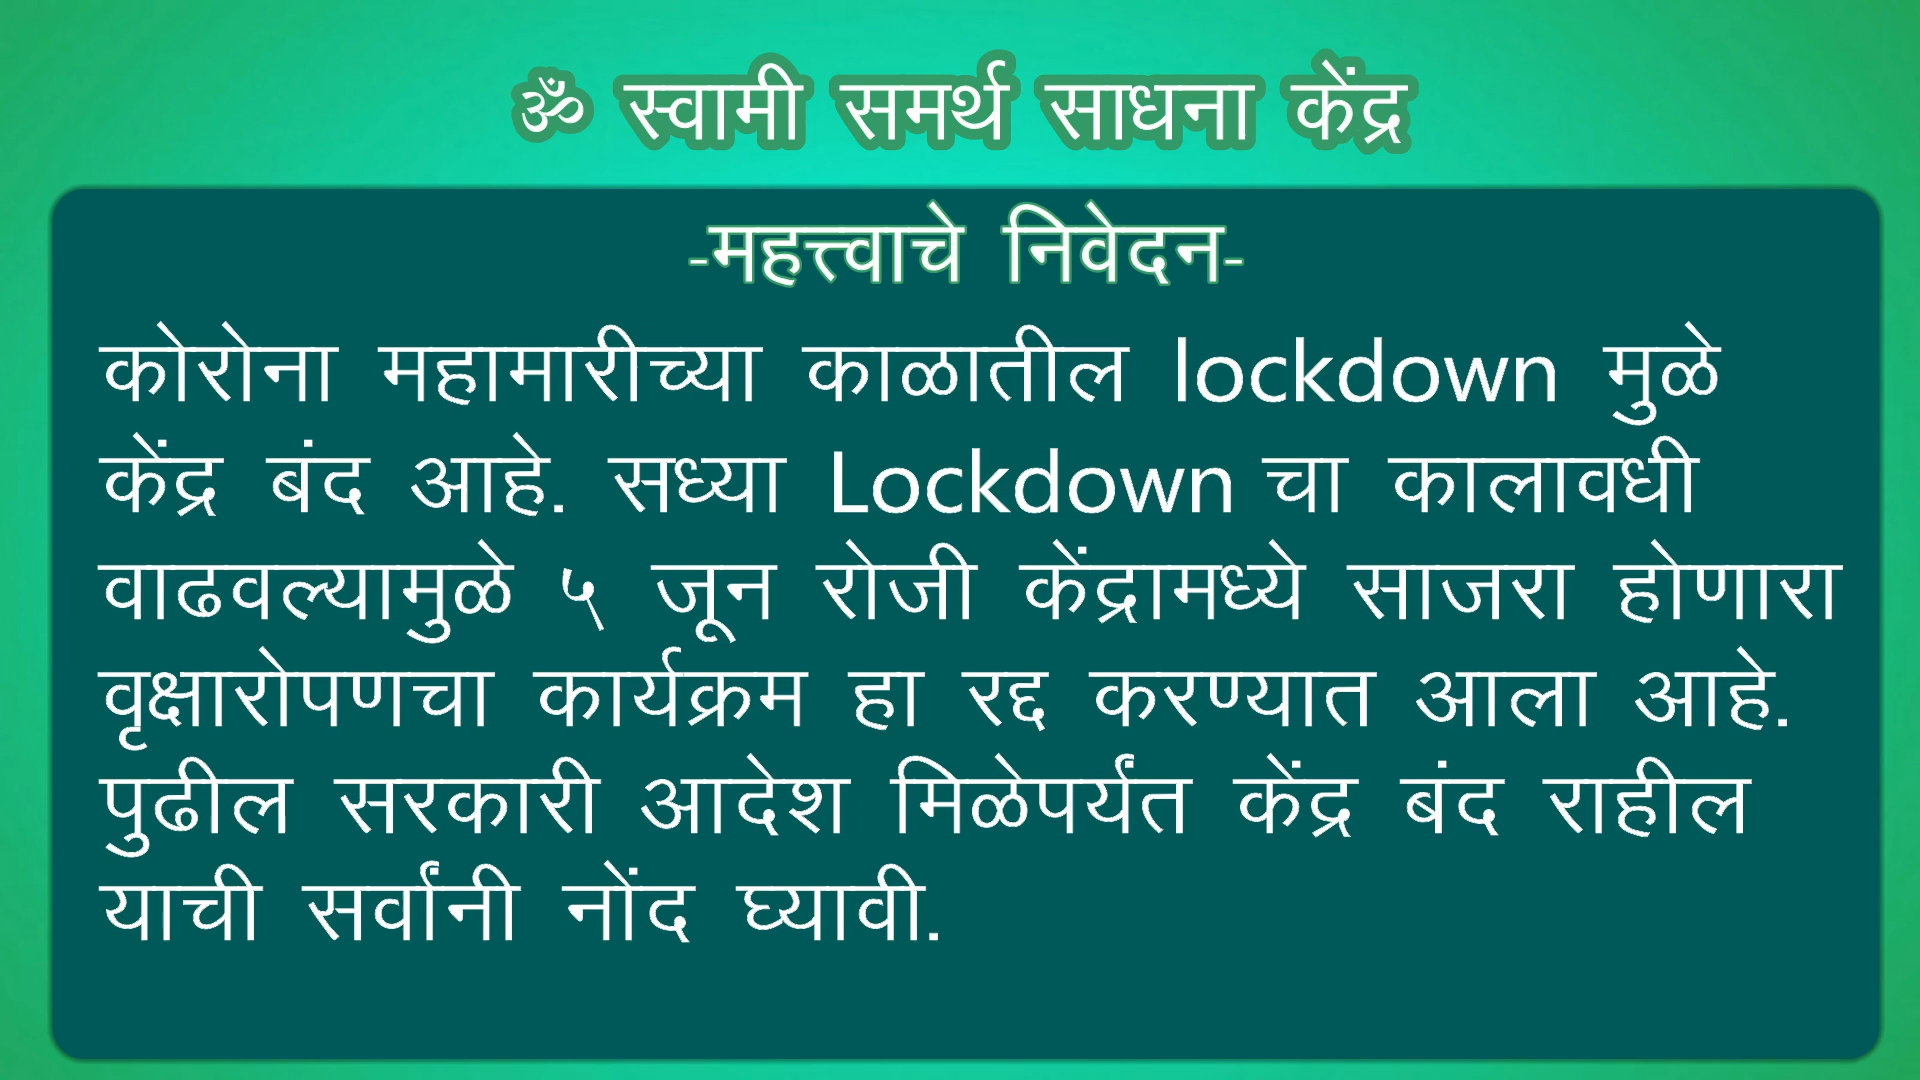 ॐ स्वामी समर्थ साधना केंद्र
-महत्त्वाचे निवेदन-
कोरोना महामारीच्या काळातील lockdown मुळे
केंद्र बंद आहे. सध्या Lockdown चा कालावधी
वाढवल्यामुळे ५ जून रोजी केंद्रामध्ये साजरा होणारा
वृक्षारोपणचा कार्यक्रम हा रद्द करण्यात आला आहे.
पुढील सरकारी आदेश मिळेपर्यंत केंद्र बंद राहील
याची सर्वांनी नोंद घ्यावी.